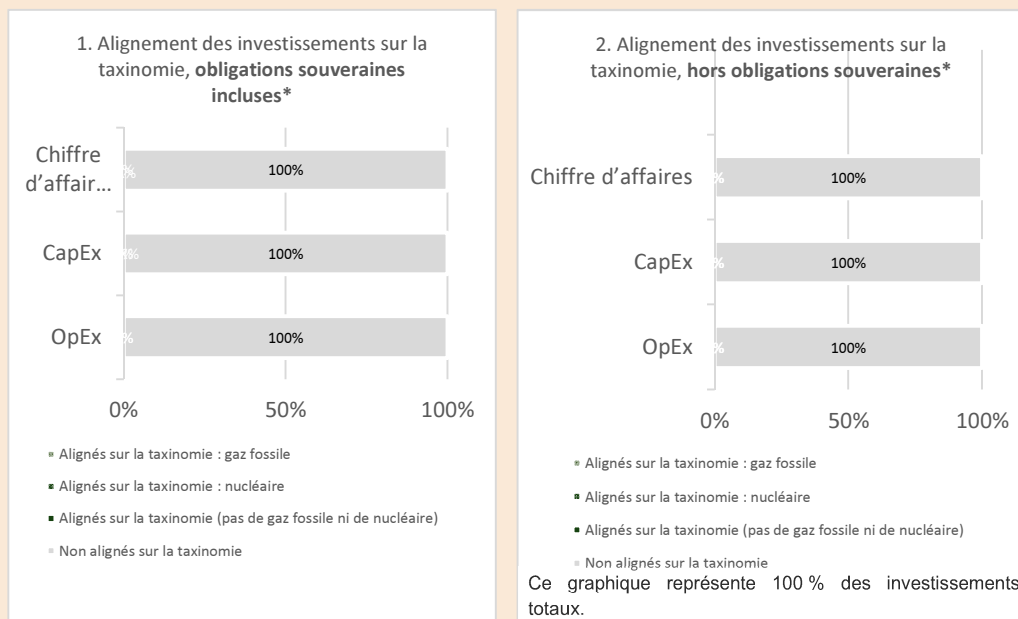 1. Alignement des investissements sur la
taxinomie, obligations souveraines
incluses*
Chiffre
d’affair...
100%
CapEx
100%
OpEx
100%
0%
50%
100%
Alignés sur la taxinomie : gaz fossile
Alignés sur la taxinomie : nucléaire
Alignés sur la taxinomie (pas de gaz fossile ni de nucléaire)
Non alignés sur la taxinomie
2. Alignement des investissements sur la
taxinomie, hors obligations souveraines*
Chiffre d’affaires
100%
CapEx
100%
OpEx
100%
0%
50%
100%
Alignés sur la taxinomie : gaz fossile
Alignés sur la taxinomie : nucléaire
Alignés sur la taxinomie (pas de gaz fossile ni de nucléaire)
Non alignés sur la taxinomie
Ce graphique représente 100 % des investissements
totaux.